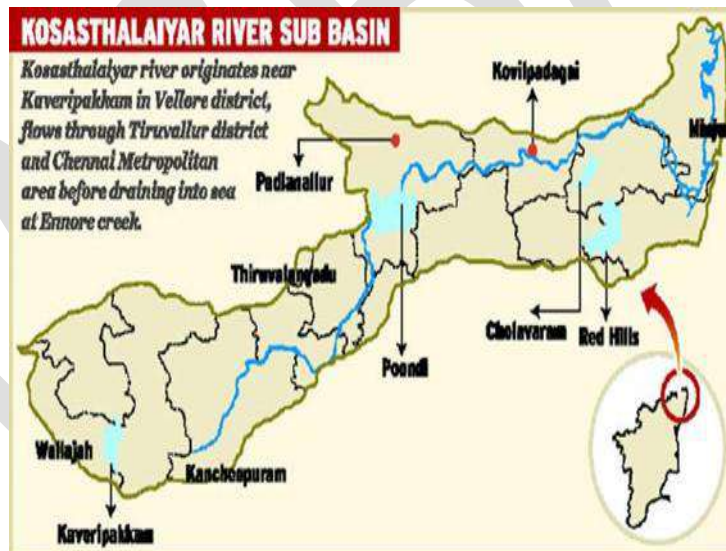 KOSASTHALAIYAR RIVER SUB BASIN
Kosasthalaiyar river originates near
Kaveripakkam in Vellore district,
flows through Tiruvallur district
and Chennai Metropolitan
area before draining into sea
at Ennore creek.
Kovilpadagai
Padianallur
Thiruvalangadu
Cholavaram
Red Hills
Poondi
Wallajah
Kancheepuram
Kaveripakkam